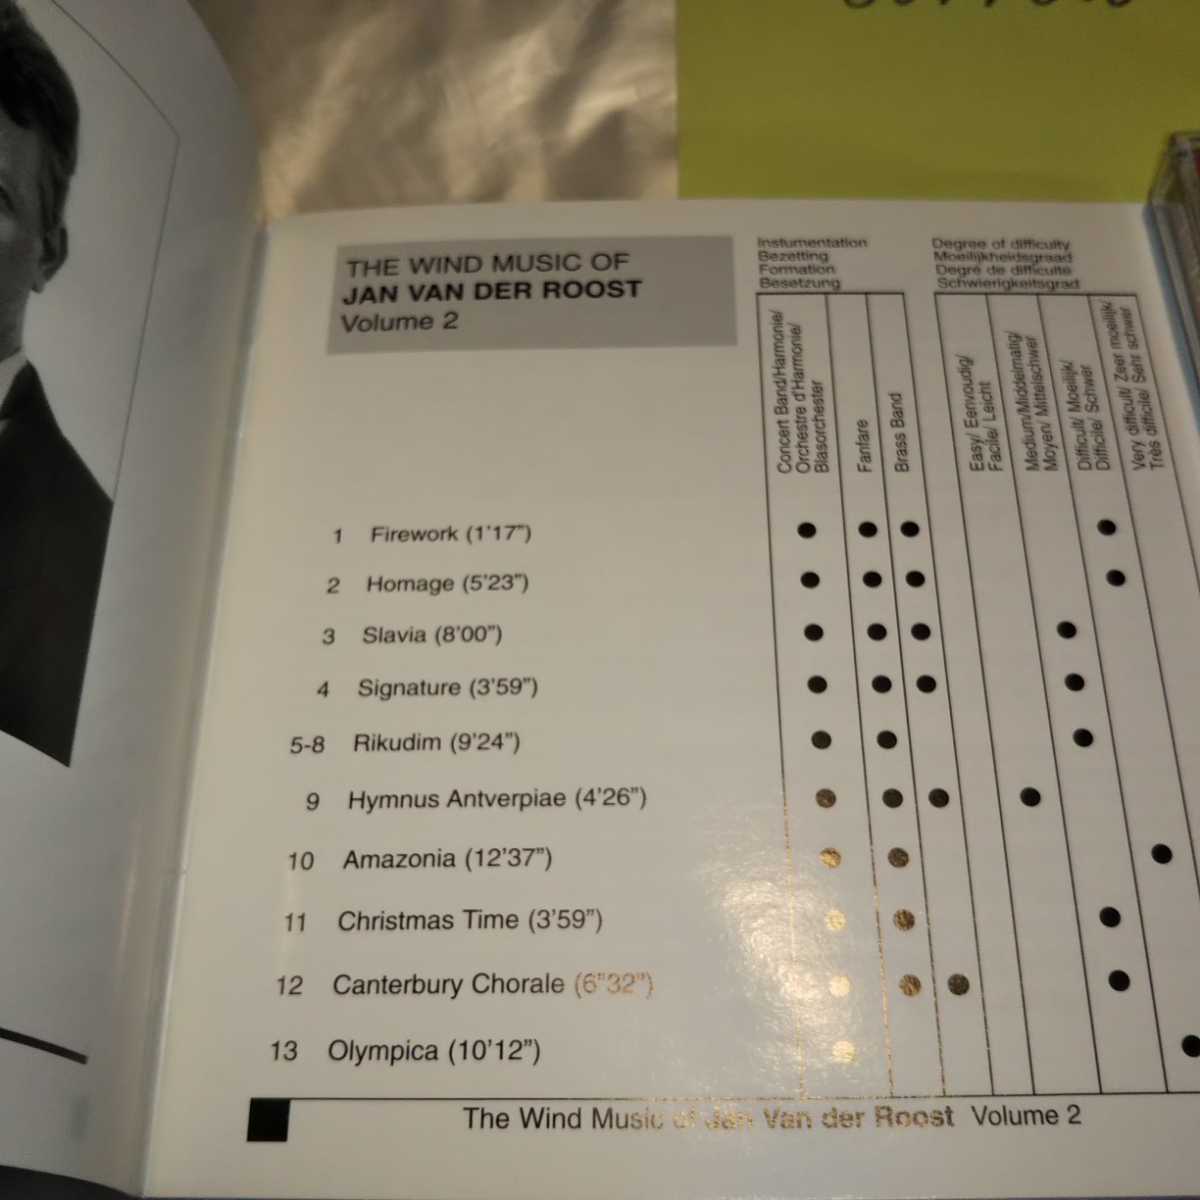 THE WIND MUSIC OF
JAN VAN DER ROOST
Volume 2
Instumentation
Bezetting
Formation
Besetzung
Degree of difficulty
Moeilijkheidsgraad
Degré de difficulté
Schwierigkeitsgrad
Concert Band/Harmonie/
Orchestre d'Harmonie/
Blasorchester
Fanfare
Brass Band
Easy/ Eenvoudig/
Facile/ Leicht
Medium/Middelmatig/
Moyen/ Mittelschwer
Difficult/ Moeilijk/
Difficile/ Schwer
Very difficult/ Zeer moeilijk/
Très difficile/ Sehr schwer
1 Firework (1'17")
2 Homage (5'23")
3 Slavia (8'00")
4 Signature (3'59")
5-8 Rikudim (9'24")
9 Hymnus Antverpiae (4'26")
10 Amazonia (12'37")
11 Christmas Time (3'59")
12 Canterbury Chorale (6"32")
13 Olympica (10'12")
The Wind Music of Jan Van der Roost Volume 2